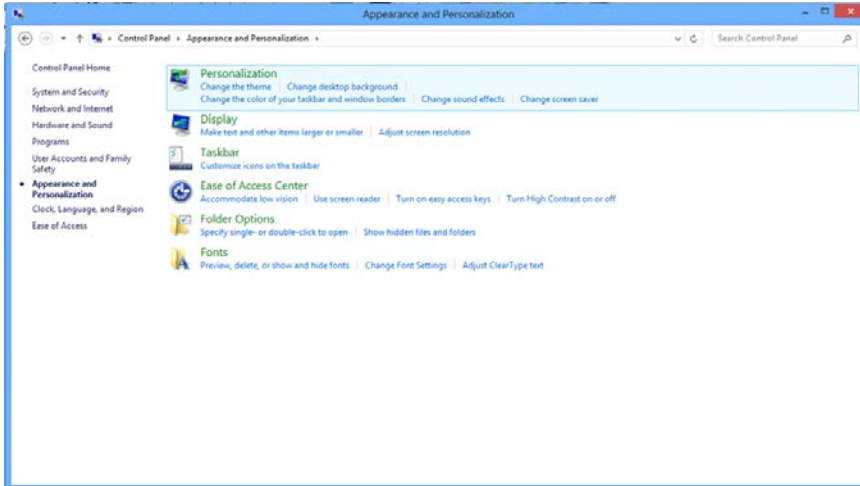 Appearance and Personalization
Control Panel Appearance and Personalization
Search Control Panel
Control Panel Home
System and Security
Network and Internet
Hardware and Sound
Programs
User Accounts and Family
Safety
Appearance and
Personalization
Clock, Language, and Region
Ease of Access
Personalization
Change the theme Change desktop background
Change the color of your taskbar and window borders Change sound effects Change screen saver
Display
Make text and other items larger or smaller Adjust screen resolution
Taskbar
Customize icons on the taskbar
Ease of Access Center
Accommodate low vision Use screen reader Turn on easy access keys Turn High Contrast on or off
Folder Options
Specify single- or double-click to open Show hidden files and folders
Fonts
Preview, delete, or show and hide fonts Change Font Settings Adjust ClearType text